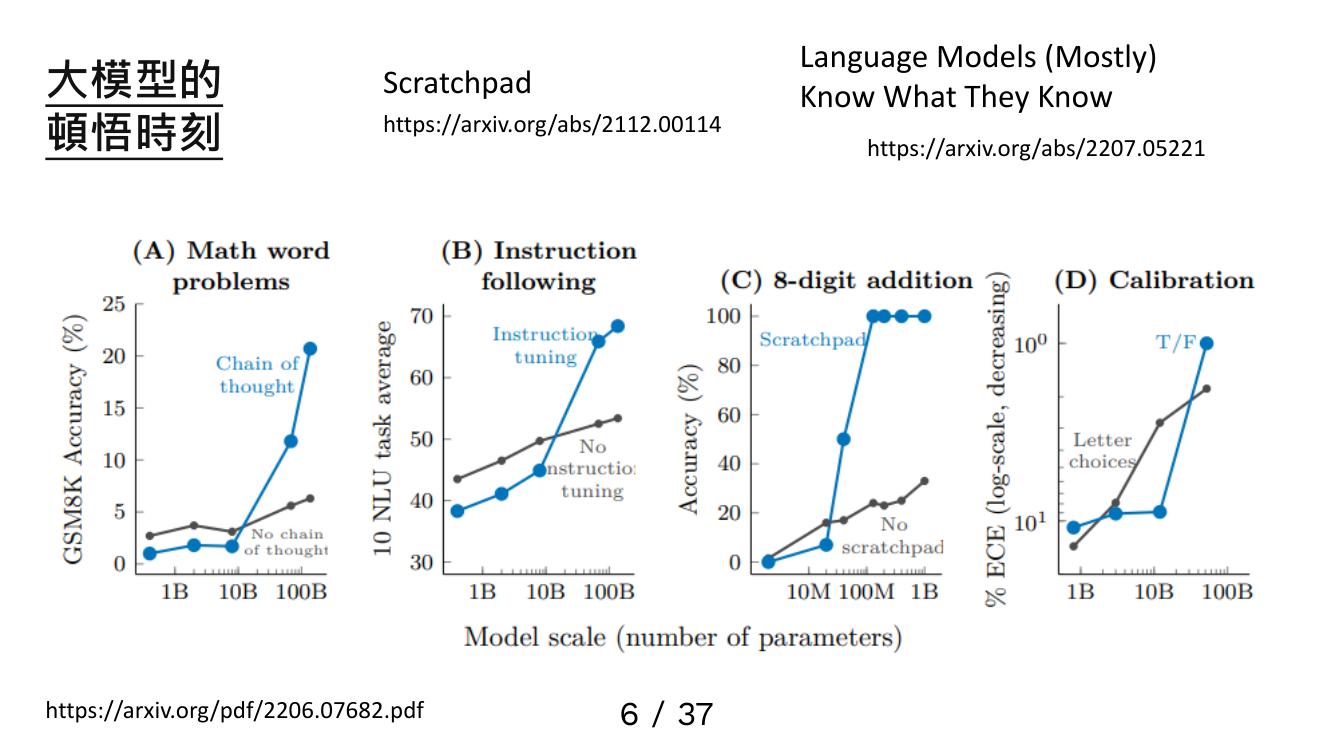 大模型的
頓悟時刻
Scratchpad
https://arxiv.org/abs/2112.00114
Language Models (Mostly)
Know What They Know
https://arxiv.org/abs/2207.05221
(A) Math word
problems
GSM8K Accuracy (%)
25
20
15
10
5
0
Chain of
thought
No chain
of thought
1B 10B 100B
(B) Instruction
following
10 NLU task average
70
60
50
40
30
Instruction
tuning
No
nstruction
tuning
1B 10B 100B
(C) 8-digit addition
Accuracy (%)
100
80
60
40
20
0
Scratchpad
No
scratchpad
10M 100M 1B
(D) Calibration
% ECE (log-scale, decreasing)
10⁰
10¹
T/F
Letter
choices
1B 10B 100B
Model scale (number of parameters)
https://arxiv.org/pdf/2206.07682.pdf
6 / 37